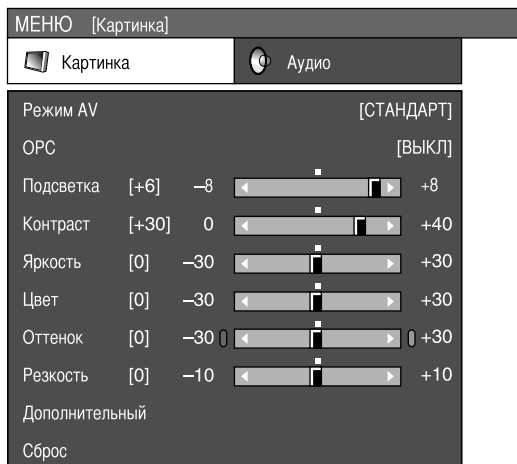 МЕНЮ [Картинка]
Картинка Аудио
Режим AV [СТАНДАРТ]
OPC [ВЫКЛ]
Подсветка [+6] –8 +8
Контраст [+30] 0 +40
Яркость [0] –30 +30
Цвет [0] –30 +30
Оттенок [0] –30 +30
Резкость [0] –10 +10
Дополнительный
Сброс